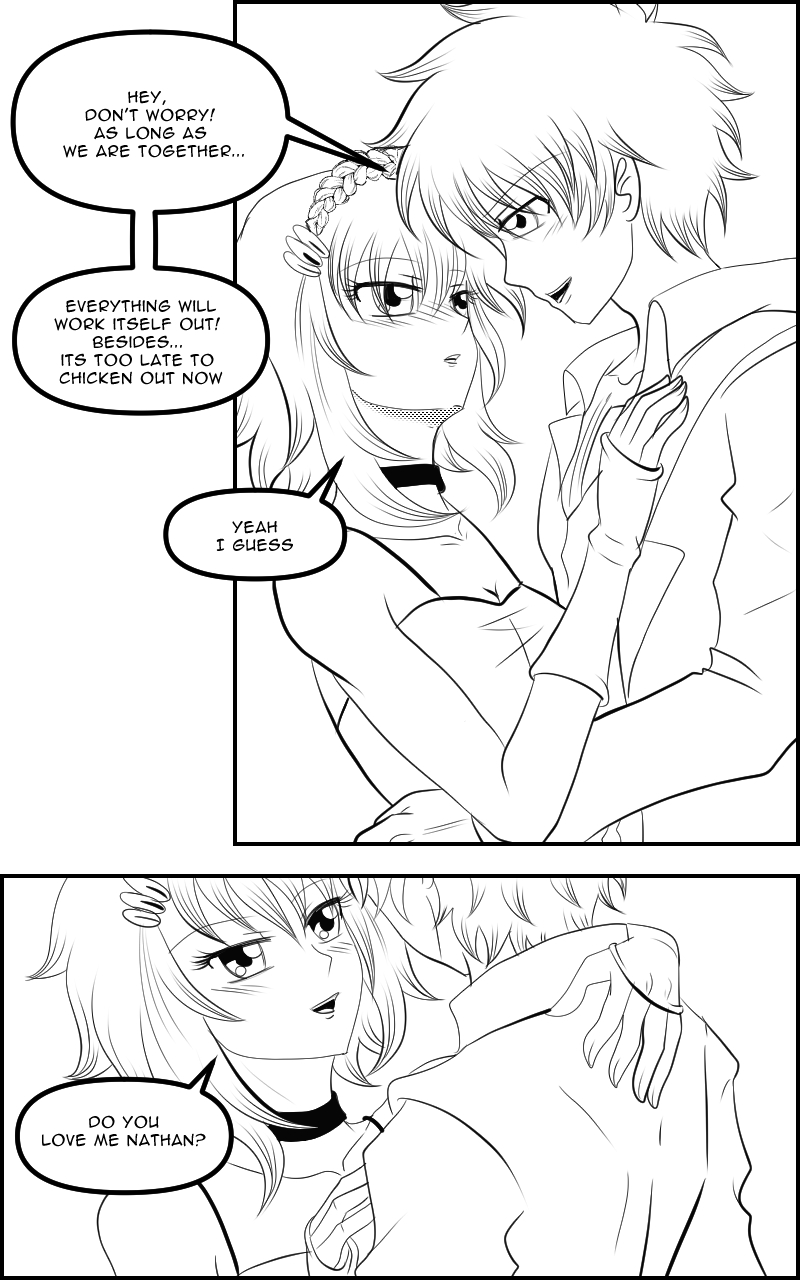 HEY,
DON'T WORRY!
AS LONG AS
WE ARE TOGETHER...
EVERYTHING WILL
WORK ITSELF OUT!
BESIDES...
ITS TOO LATE TO
CHICKEN OUT NOW
YEAH
I GUESS
DO YOU
LOVE ME NATHAN?